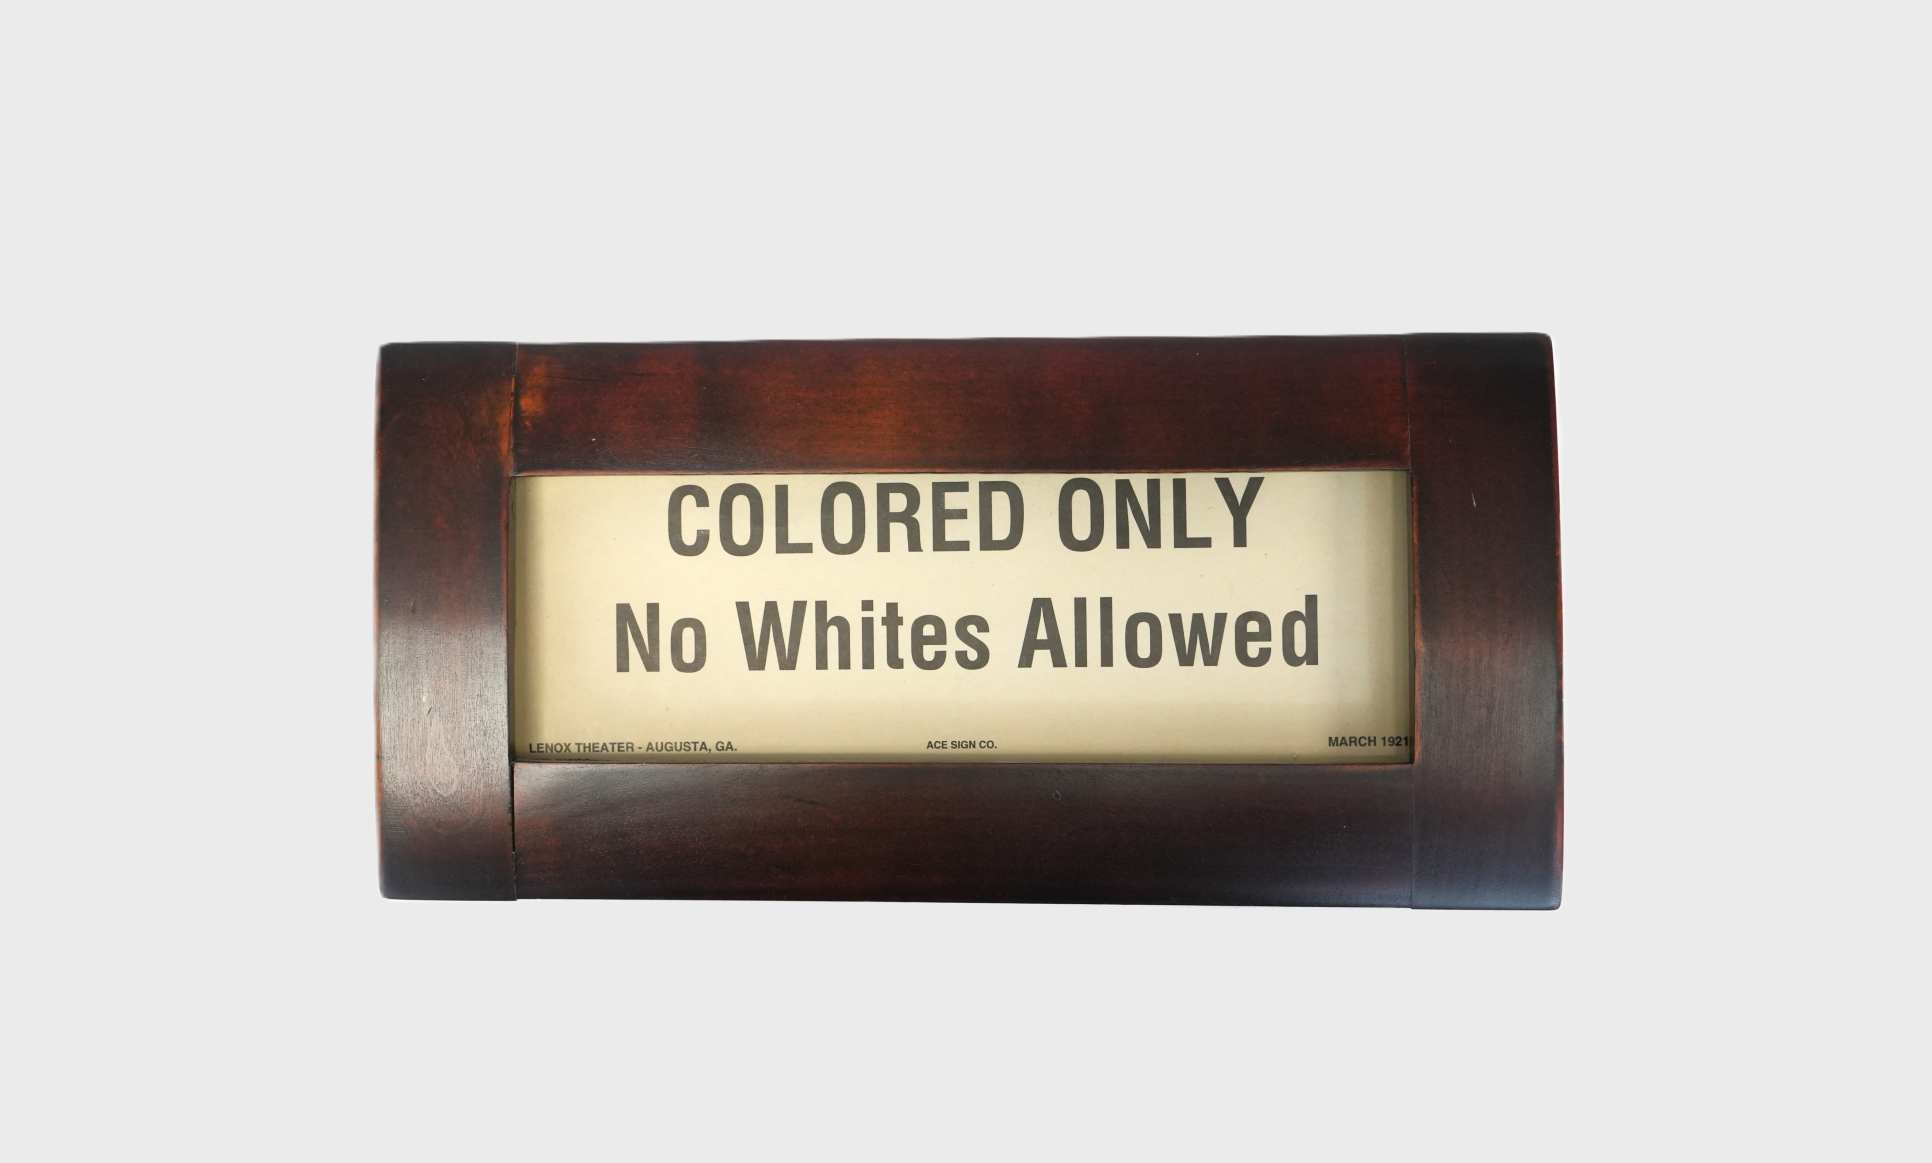 COLORED ONLY
No Whites Allowed
LENOX THEATER - AUGUSTA, GA. ACE SIGN CO. MARCH 1921